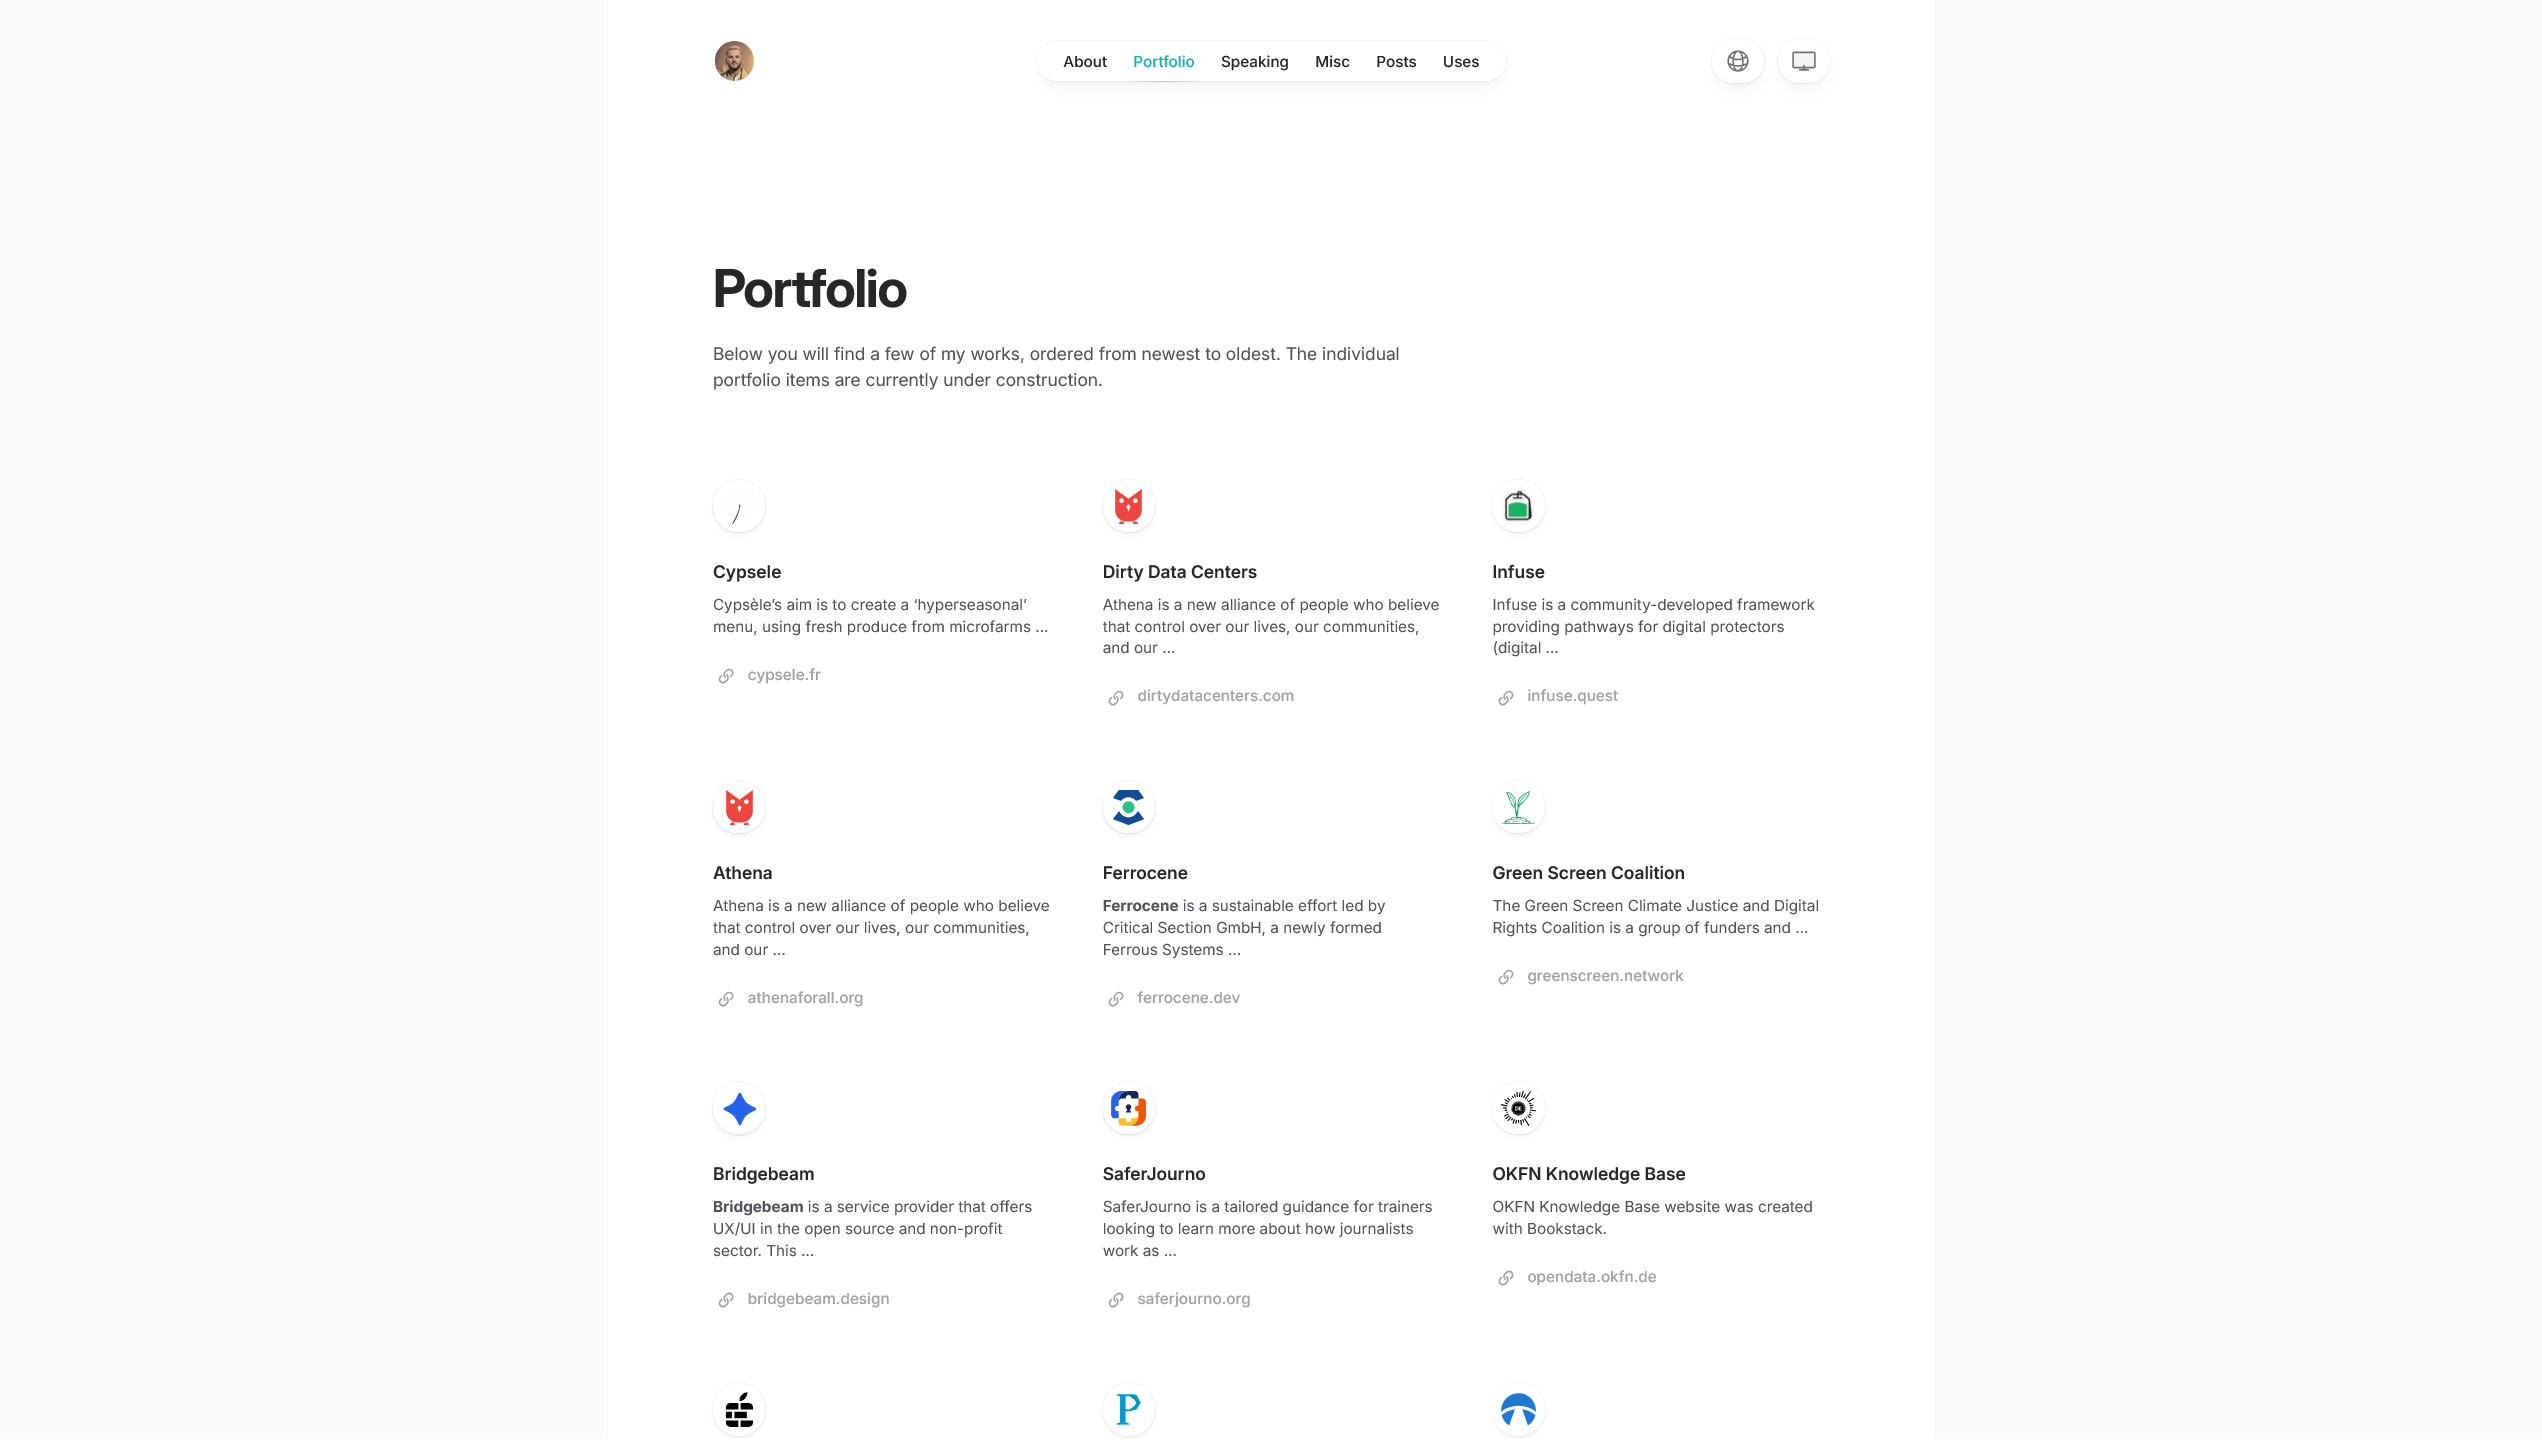 About Portfolio Speaking Misc Posts Uses
Portfolio
Below you will find a few of my works, ordered from newest to oldest. The individual
portfolio items are currently under construction.
Cypsele
Cypsèle’s aim is to create a ‘hyperseasonal’
menu, using fresh produce from microfarms ...
cypsele.fr
Dirty Data Centers
Athena is a new alliance of people who believe
that control over our lives, our communities,
and our ...
dirtydatacenters.com
Infuse
Infuse is a community-developed framework
providing pathways for digital protectors
(digital ...
infuse.quest
Athena
Athena is a new alliance of people who believe
that control over our lives, our communities,
and our ...
athenaforall.org
Ferrocene
Ferrocene is a sustainable effort led by
Critical Section GmbH, a newly formed
Ferrous Systems ...
ferrocene.dev
Green Screen Coalition
The Green Screen Climate Justice and Digital
Rights Coalition is a group of funders and ...
greenscreen.network
Bridgebeam
Bridgebeam is a service provider that offers
UX/UI in the open source and non-profit
sector. This ...
bridgebeam.design
SaferJourno
SaferJourno is a tailored guidance for trainers
looking to learn more about how journalists
work as ...
saferjourno.org
DE
OKFN Knowledge Base
OKFN Knowledge Base website was created
with Bookstack.
opendata.okfn.de
P